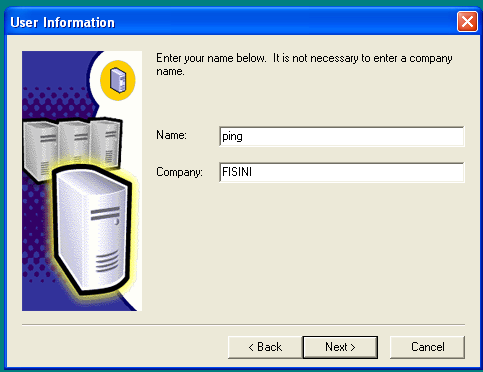 User Information
Enter your name below. It is not necessary to enter a company
name.
Name: ping
Company: FISINI
< Back Next > Cancel